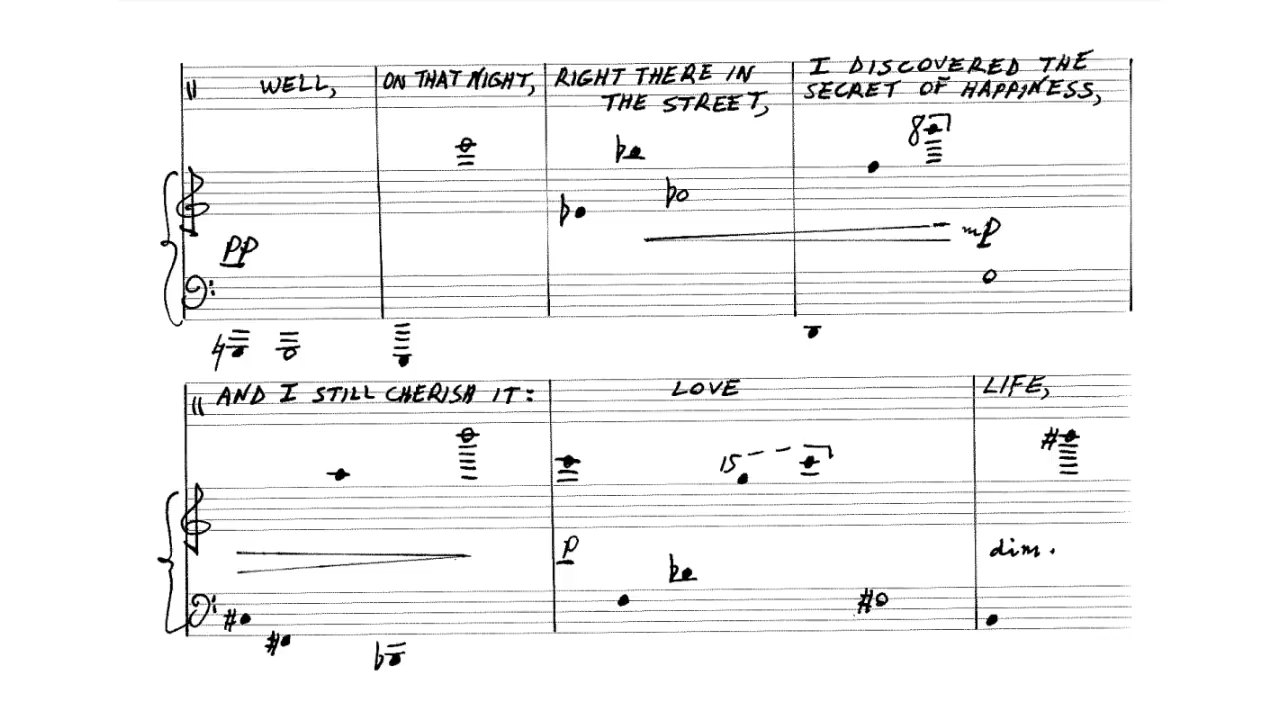 WELL, ON THAT NIGHT, RIGHT THERE IN
THE STREET,
I DISCOVERED THE
SECRET OF HAPPINESS,
8
pp
mp
AND I STILL CHERISH IT: LOVE LIFE,
15
p
dim.